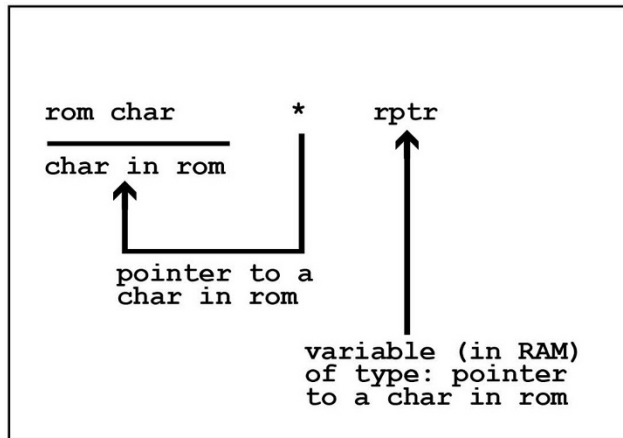 rom char * rptr
char in rom
pointer to a
char in rom
variable (in RAM)
of type: pointer
to a char in rom